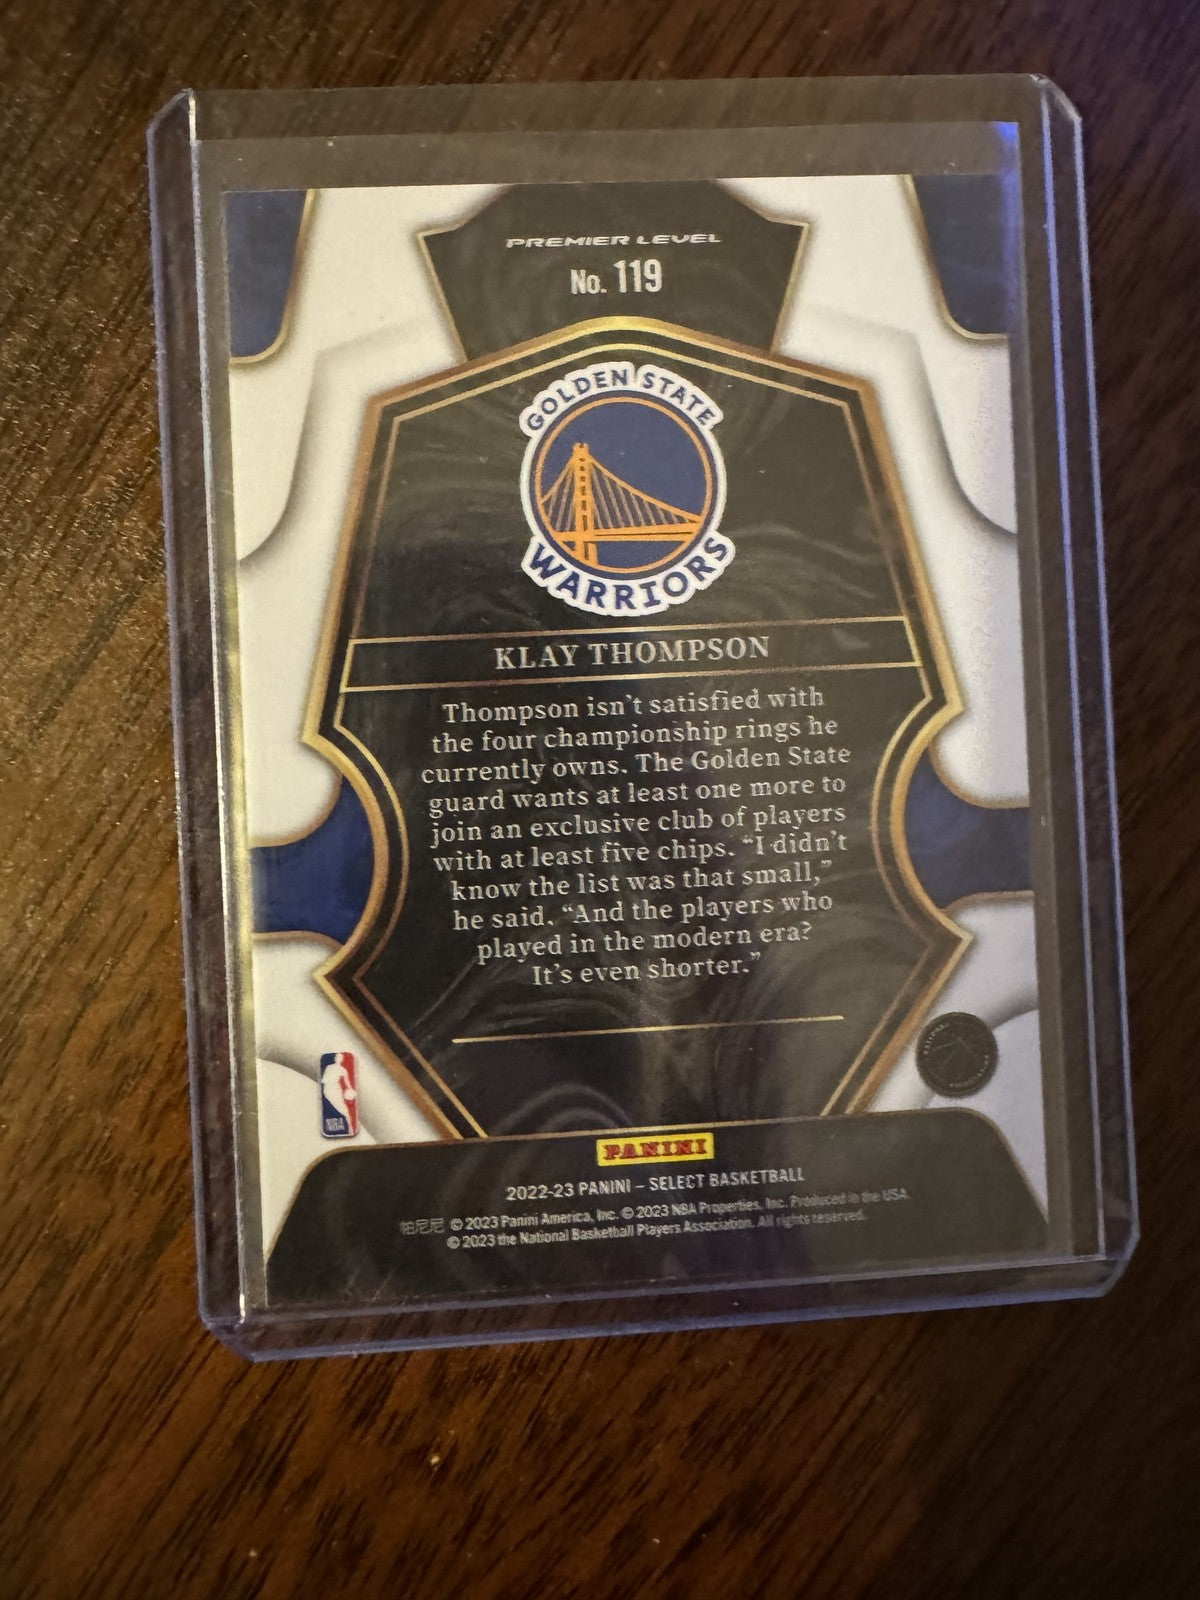 PREMIER LEVEL
No. 119
GOLDEN STATE
WARRIORS
KLAY THOMPSON
Thompson isn't satisfied with
the four championship rings he
currently owns. The Golden State
guard wants at least one more to
join an exclusive club of players
with at least five chips. “I didn't
know the list was that small,”
he said. “And the players who
played in the modern era?
It's even shorter.”
NBA
PANINI
2022-23 PANINI – SELECT BASKETBALL
帕尼尼 © 2023 Panini America, Inc. © 2023 NBA Properties, Inc. Produced in the USA.
© 2023 the National Basketball Players Association. All rights reserved.